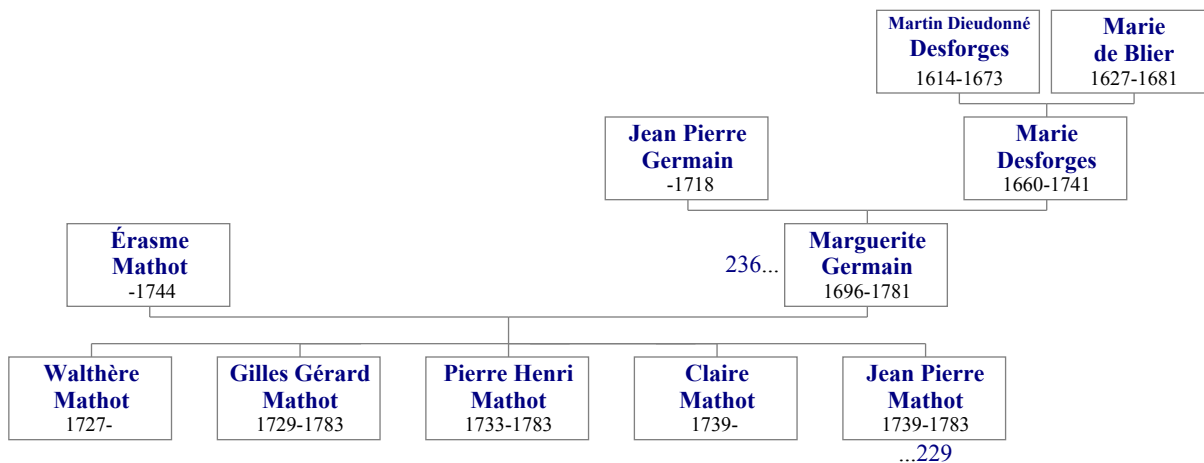 Martin Dieudonné
Desforges
1614-1673
Marie
de Blier
1627-1681
Jean Pierre
Germain
-1718
Marie
Desforges
1660-1741
Érasme
Mathot
-1744
236...
Marguerite
Germain
1696-1781
Walthère
Mathot
1727-
Gilles Gérard
Mathot
1729-1783
Pierre Henri
Mathot
1733-1783
Claire
Mathot
1739-
Jean Pierre
Mathot
1739-1783
...229